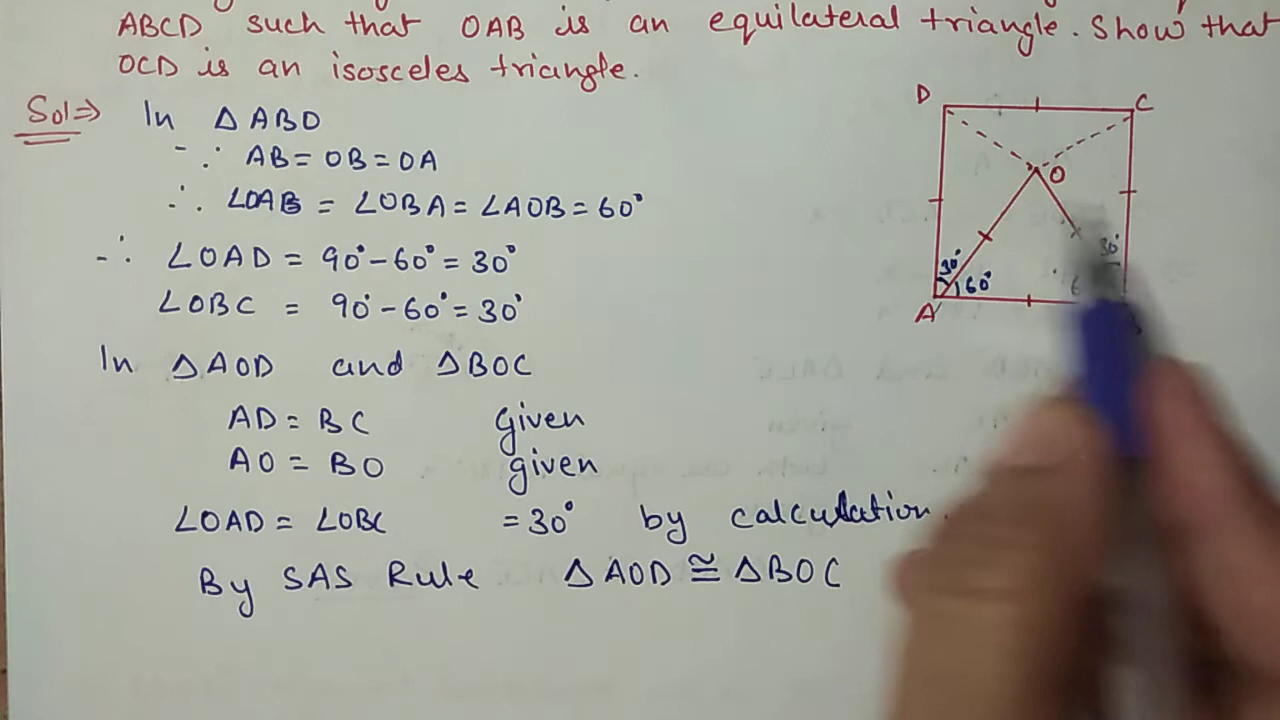 ABCD such that OAB is an equilateral triangle. Show that
OCD is an isosceles triangle.
Sol⇒ In △ABO
∵ AB = OB = OA
∴ ∠OAB = ∠OBA = ∠AOB = 60°
∴ ∠OAD = 90° - 60° = 30°
∠OBC = 90° - 60° = 30°
In △AOD and △BOC
AD = BC given
AO = BO given
∠OAD = ∠OBC = 30° by calculation.
By SAS Rule △AOD ≅ △BOC
D C
O
30° 30°
60°
A